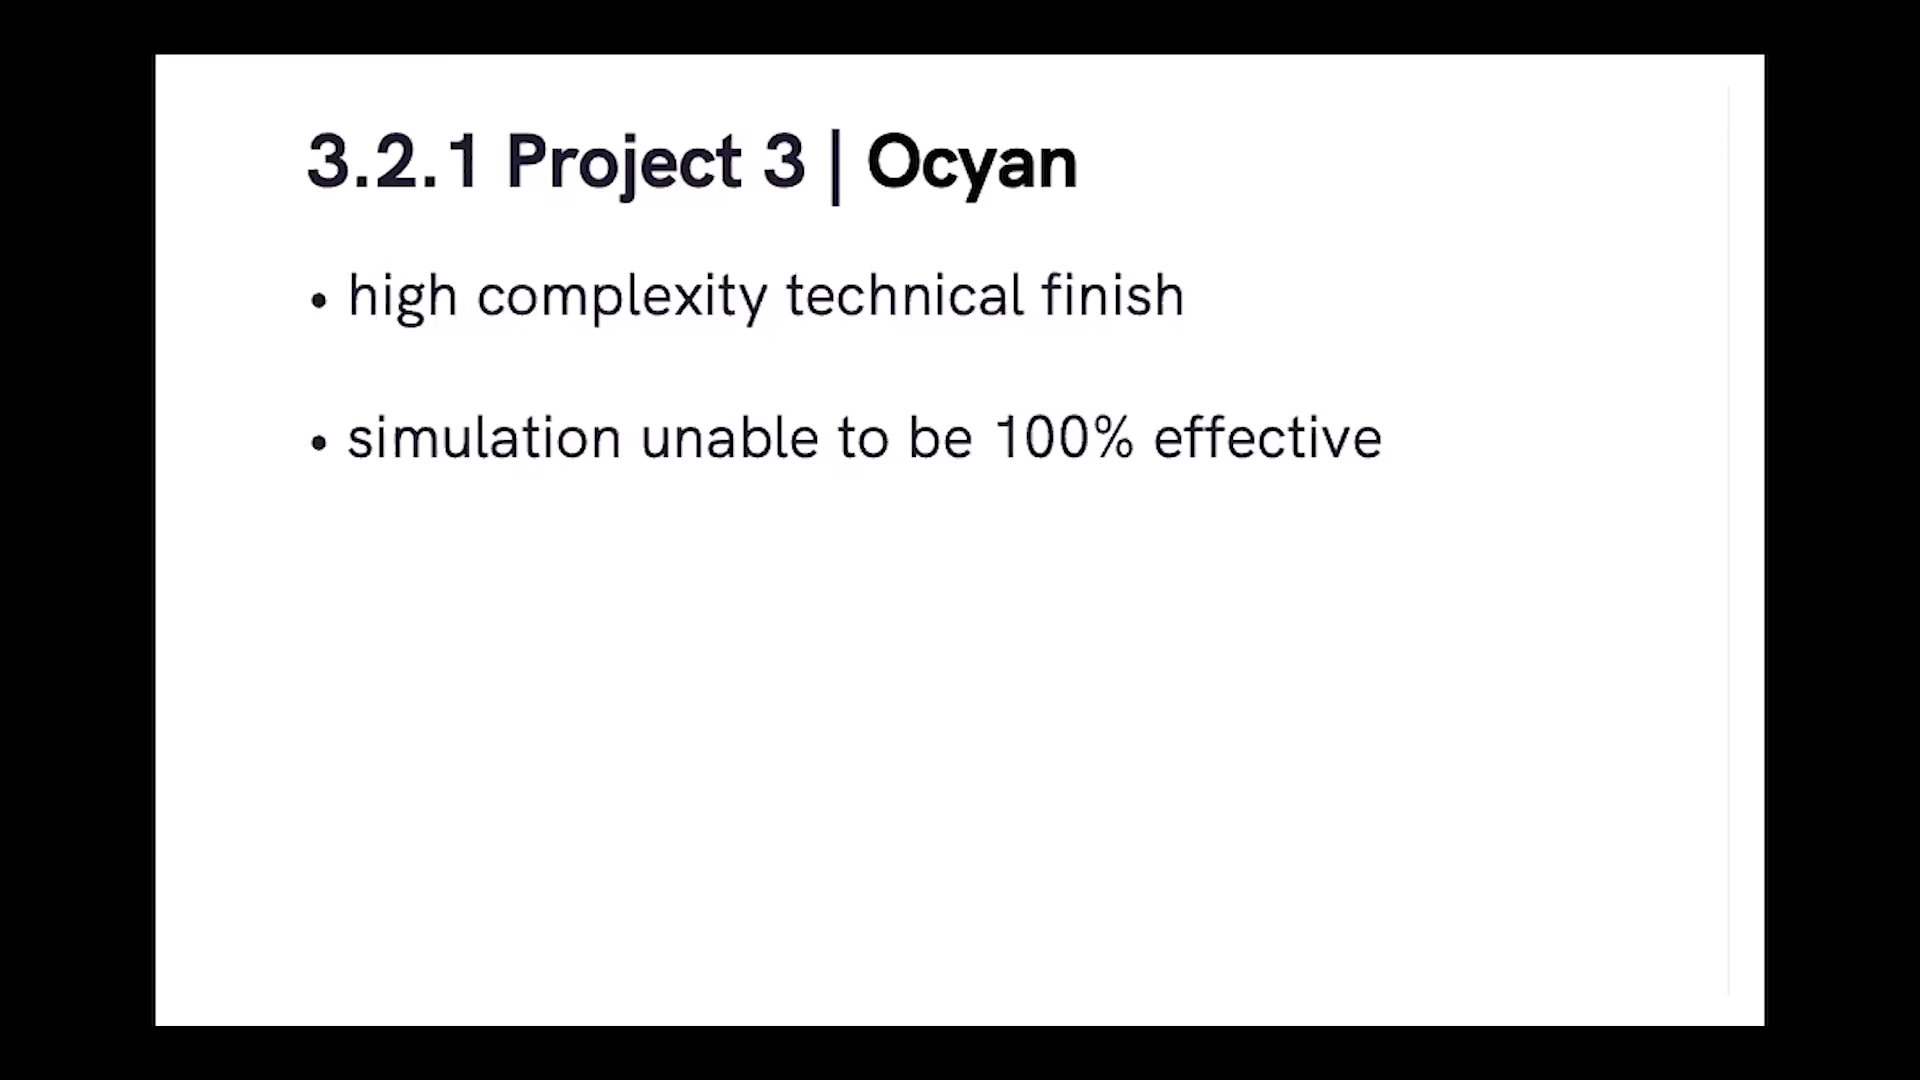 3.2.1 Project 3 | Ocyan
• high complexity technical finish
• simulation unable to be 100% effective